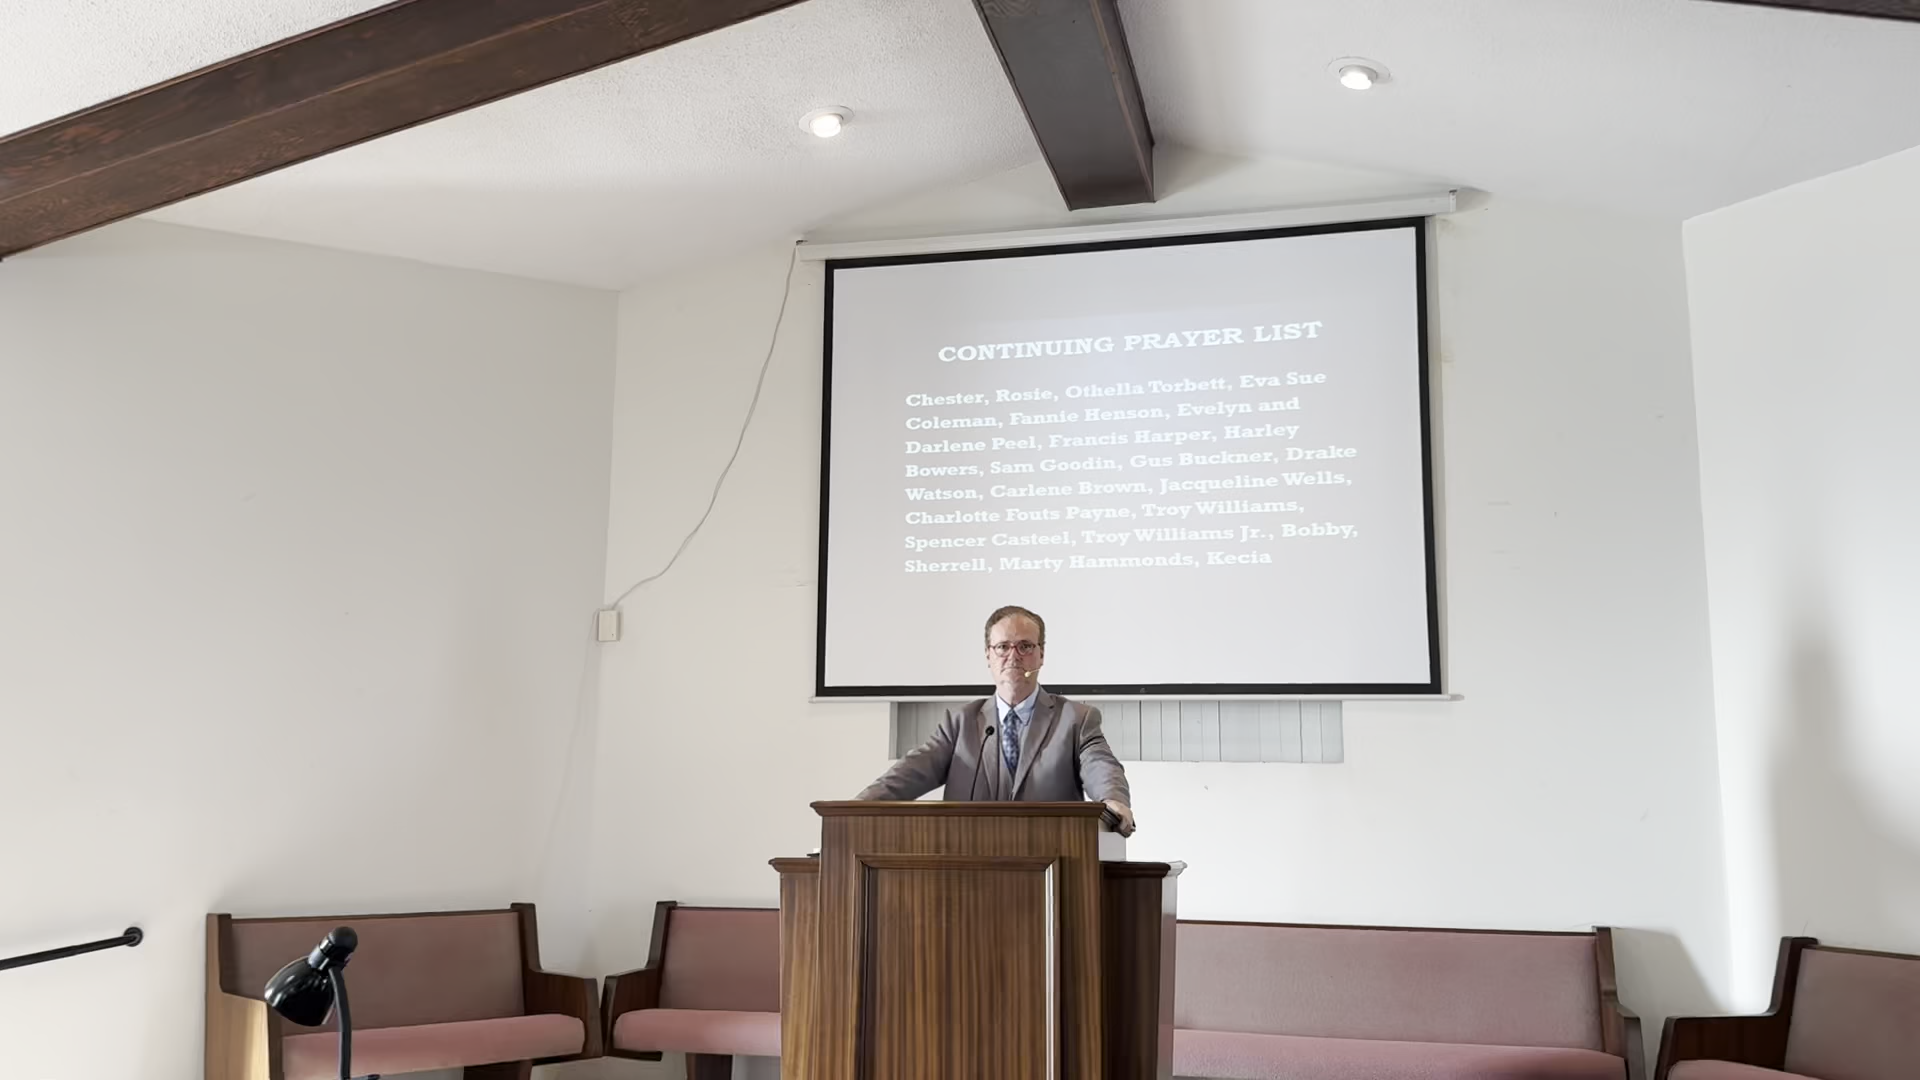 CONTINUING PRAYER LIST
Chester, Rosie, Othella Torbett, Eva Sue
Coleman, Fannie Henson, Evelyn and
Darlene Peel, Francis Harper, Harley
Bowers, Sam Goodin, Gus Buckner, Drake
Watson, Carlene Brown, Jacqueline Wells,
Charlotte Fouts Payne, Troy Williams,
Spencer Casteel, Troy Williams Jr., Bobby,
Sherrell, Marty Hammonds, Kecia